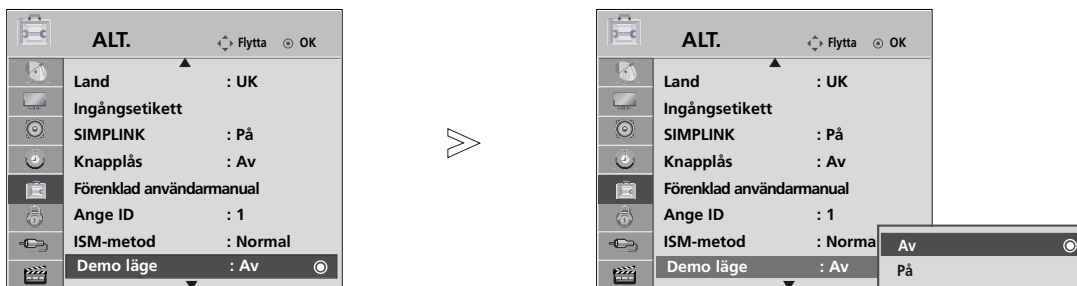 ALT. Flytta OK
Land : UK
Ingångsetikett
SIMPLINK : På
Knapplås : Av
Förenklad användarmanual
Ange ID : 1
ISM-metod : Normal
Demo läge : Av
ALT. Flytta OK
Land : UK
Ingångsetikett
SIMPLINK : På
Knapplås : Av
Förenklad användarmanual
Ange ID : 1
ISM-metod : Norma
Demo läge : Av
Av
På